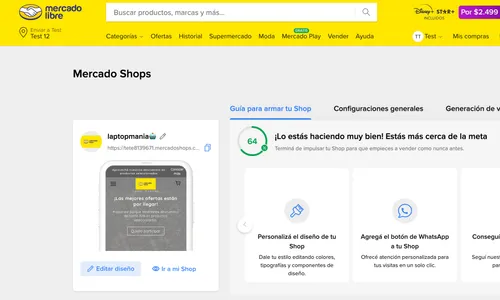 mercado
libre
Buscar productos, marcas y más...
Disney+ STAR+
INCLUIDOS
Por $2.499
Enviar a Test
Test 12
Categorías
Ofertas
Historial
Supermercado
Moda
GRATIS
Mercado Play
Vender
Ayuda
TT Test
Mis compras
Mercado Shops
Guía para armar tu Shop
Configuraciones generales
Generación de v
laptopmania
64
¡Lo estás haciendo muy bien! Estás más cerca de la meta
Terminá de impulsar tu Shop para que empieces a vender como nunca antes.
¡Las mejores ofertas están
por llegar!
Editar diseño
Ir a mi Shop
Personalizá el diseño de tu
Shop
Dale tu estilo editando colores,
tipografías y componentes de
diseño.
Agregá el botón de WhatsApp
a tu Shop
Ofrecé atención personalizada para
tus visitas en un solo clic.
Conseguí